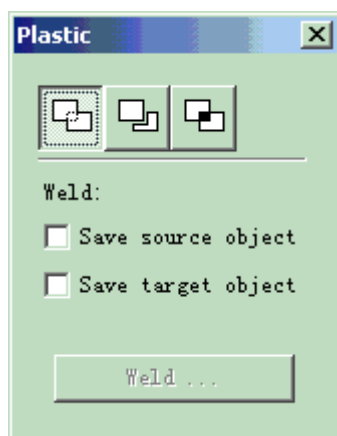 Plastic
Weld:
Save source object
Save target object
Weld ...